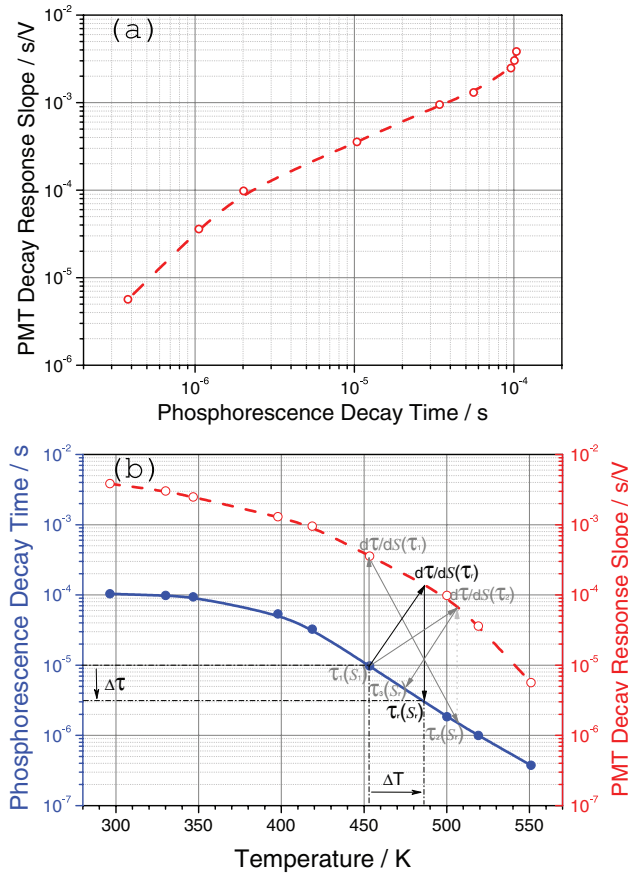 (a)
PMT Decay Response Slope / s/V
10⁻²
10⁻³
10⁻⁴
10⁻⁵
10⁻⁶
10⁻⁶ 10⁻⁵ 10⁻⁴
Phosphorescence Decay Time / s
(b)
Phosphorescence Decay Time / s
10⁻²
10⁻³
10⁻⁴
10⁻⁵
10⁻⁶
10⁻⁷
dτ/dS(τ₁)
dτ/dS(τᵣ)
dτ/dS(τ₂)
τ₁(S₁)
τ₃(Sᵣ)
τᵣ(Sᵣ)
τ₂(Sᵣ)
Δτ
ΔT
10⁻²
10⁻³
10⁻⁴
10⁻⁵
10⁻⁶
10⁻⁷
PMT Decay Response Slope / s/V
300 350 400 450 500 550
Temperature / K